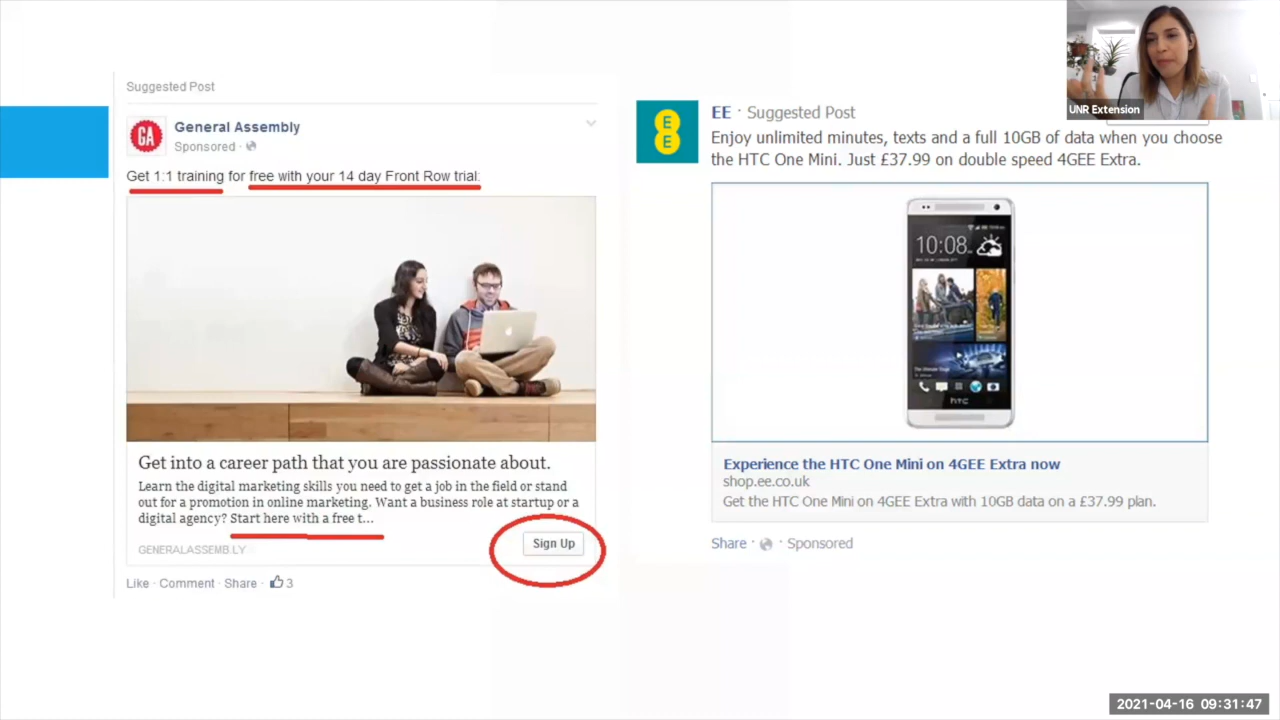 Suggested Post
GA
General Assembly
Sponsored ·
Get 1:1 training for free with your 14 day Front Row trial:
Get into a career path that you are passionate about.
Learn the digital marketing skills you need to get a job in the field or stand
out for a promotion in online marketing. Want a business role at startup or a
digital agency? Start here with a free t...
Sign Up
GENERALASSEMB.LY
Like · Comment · Share · 3
EE
EE · Suggested Post
Enjoy unlimited minutes, texts and a full 10GB of data when you choose
the HTC One Mini. Just £37.99 on double speed 4GEE Extra.
10:08
hTC
Experience the HTC One Mini on 4GEE Extra now
shop.ee.co.uk
Get the HTC One Mini on 4GEE Extra with 10GB data on a £37.99 plan.
Share · Sponsored
UNR Extension
2021-04-16 09:31:47